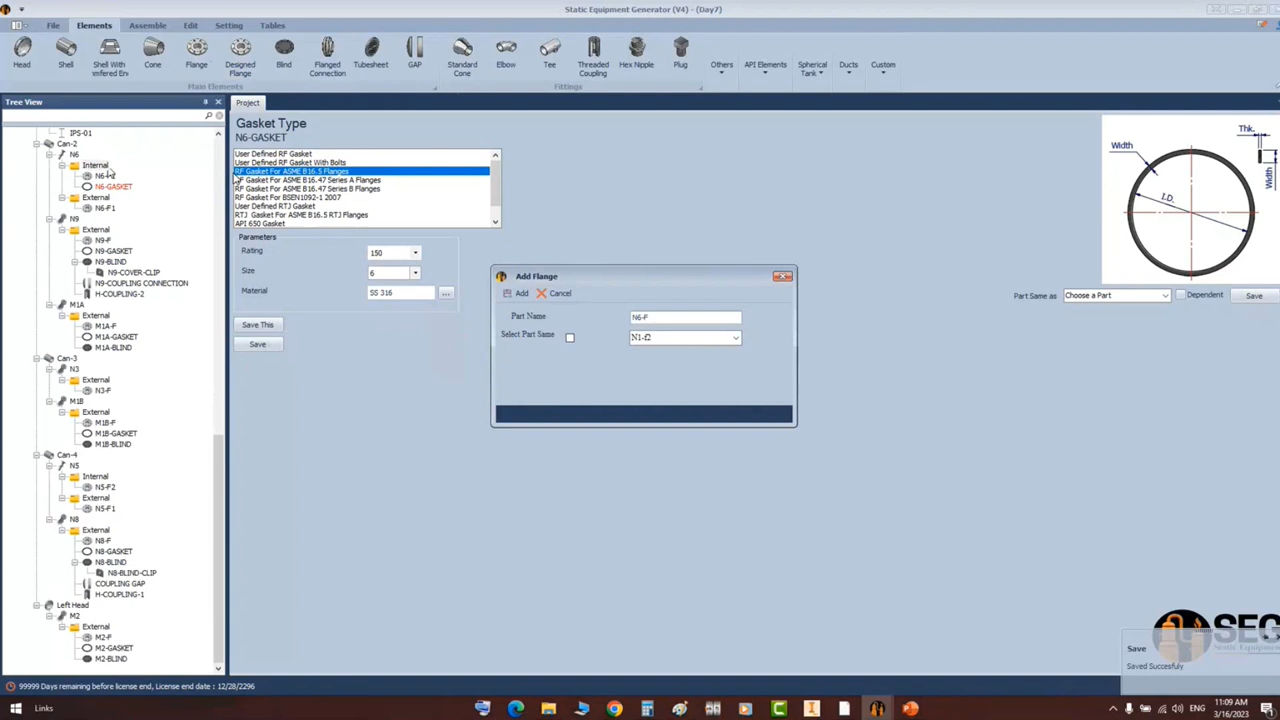 Static Equipment Generator (V4) - (Day7)
File Elements Assemble Edit Setting Tables
Head Shell Shell With Cone Flange Designed Flange Blind Flanged Connection Tubesheet GAP Standard Cone Elbow Tee Threaded Coupling Hex Nipple Plug Others API Elements Spherical Tank Ducts Custom
Main Elements Fittings
Tree View
Project
IPS-01
Can-2
N6
Internal
N6-GASKET
External
N6-F1
N9
External
N9-F
N9-GASKET
N9-BLIND
N9-COVER-CLIP
N9-COUPLING CONNECTION
H-COUPLING-2
M1A
External
M1A-F
M1A-GASKET
M1A-BLIND
Can-3
N3
External
N3-F
M1B
External
M1B-F
M1B-GASKET
M1B-BLIND
Can-4
N5
Internal
N5-F2
External
N5-F1
N8
External
N8-F
N8-GASKET
N8-BLIND
N8-BLIND-CLIP
COUPLING GAP
H-COUPLING-1
Left Head
M2
External
M2-F
M2-GASKET
M2-BLIND
Gasket Type
N6-GASKET
User Defined RF Gasket
User Defined RF Gasket With Bolts
RF Gasket For ASME B16.5 Flanges
RF Gasket For ASME B16.47 Series A Flanges
RF Gasket For ASME B16.47 Series B Flanges
RF Gasket For BSEN1092-1 2007
User Defined RTJ Gasket
RTJ Gasket For ASME B16.5 RTJ Flanges
API 650 Gasket
Parameters
Rating 150
Size 6
Material SS 316 ...
Save This
Save
Add Flange
Add Cancel
Part Name N6-F
Select Part Same N1-f2
Width
Thk.
Width
I.D.
Part Same as Choose a Part Dependent Save
SEG
Static Equipme
Save
Saved Succesfuly
99999 Days remaining before license end, License end date : 12/28/2296
Links
ENG
11:09 AM
3/16/2023